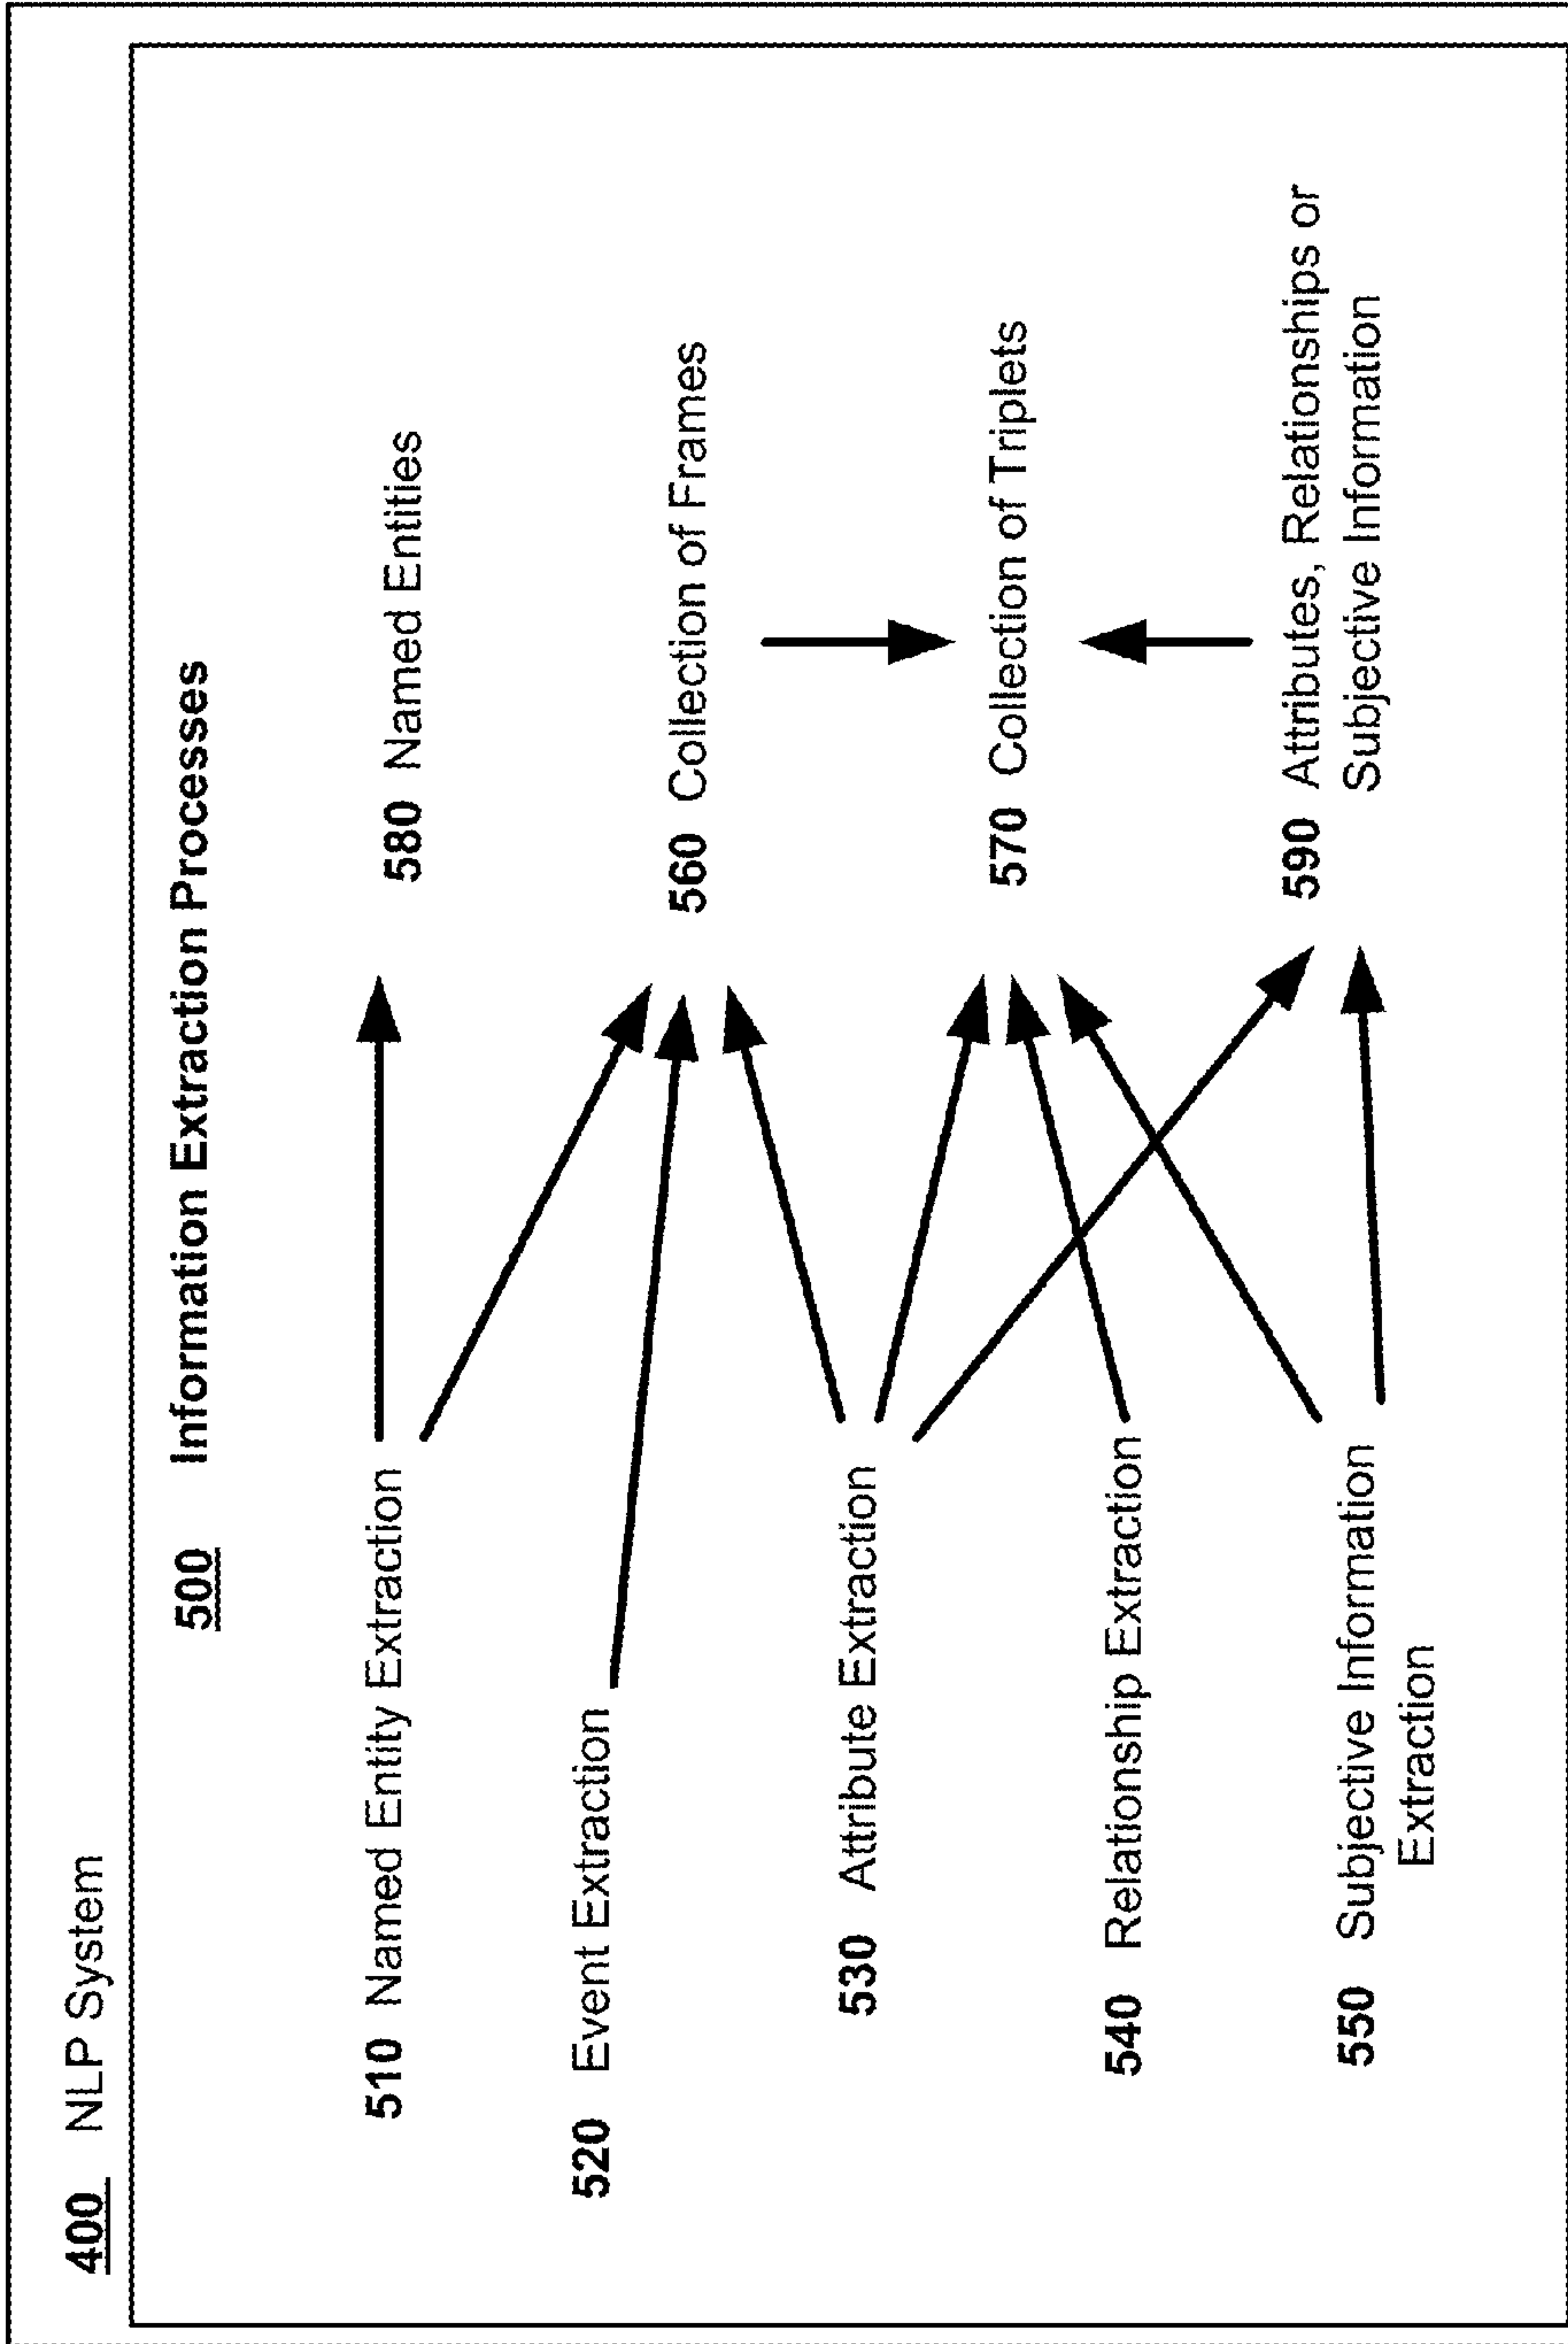 400 NLP System
500 Information Extraction Processes
510 Named Entity Extraction
520 Event Extraction
530 Attribute Extraction
540 Relationship Extraction
550 Subjective Information
Extraction
580 Named Entities
560 Collection of Frames
570 Collection of Triplets
590 Attributes, Relationships or
Subjective Information